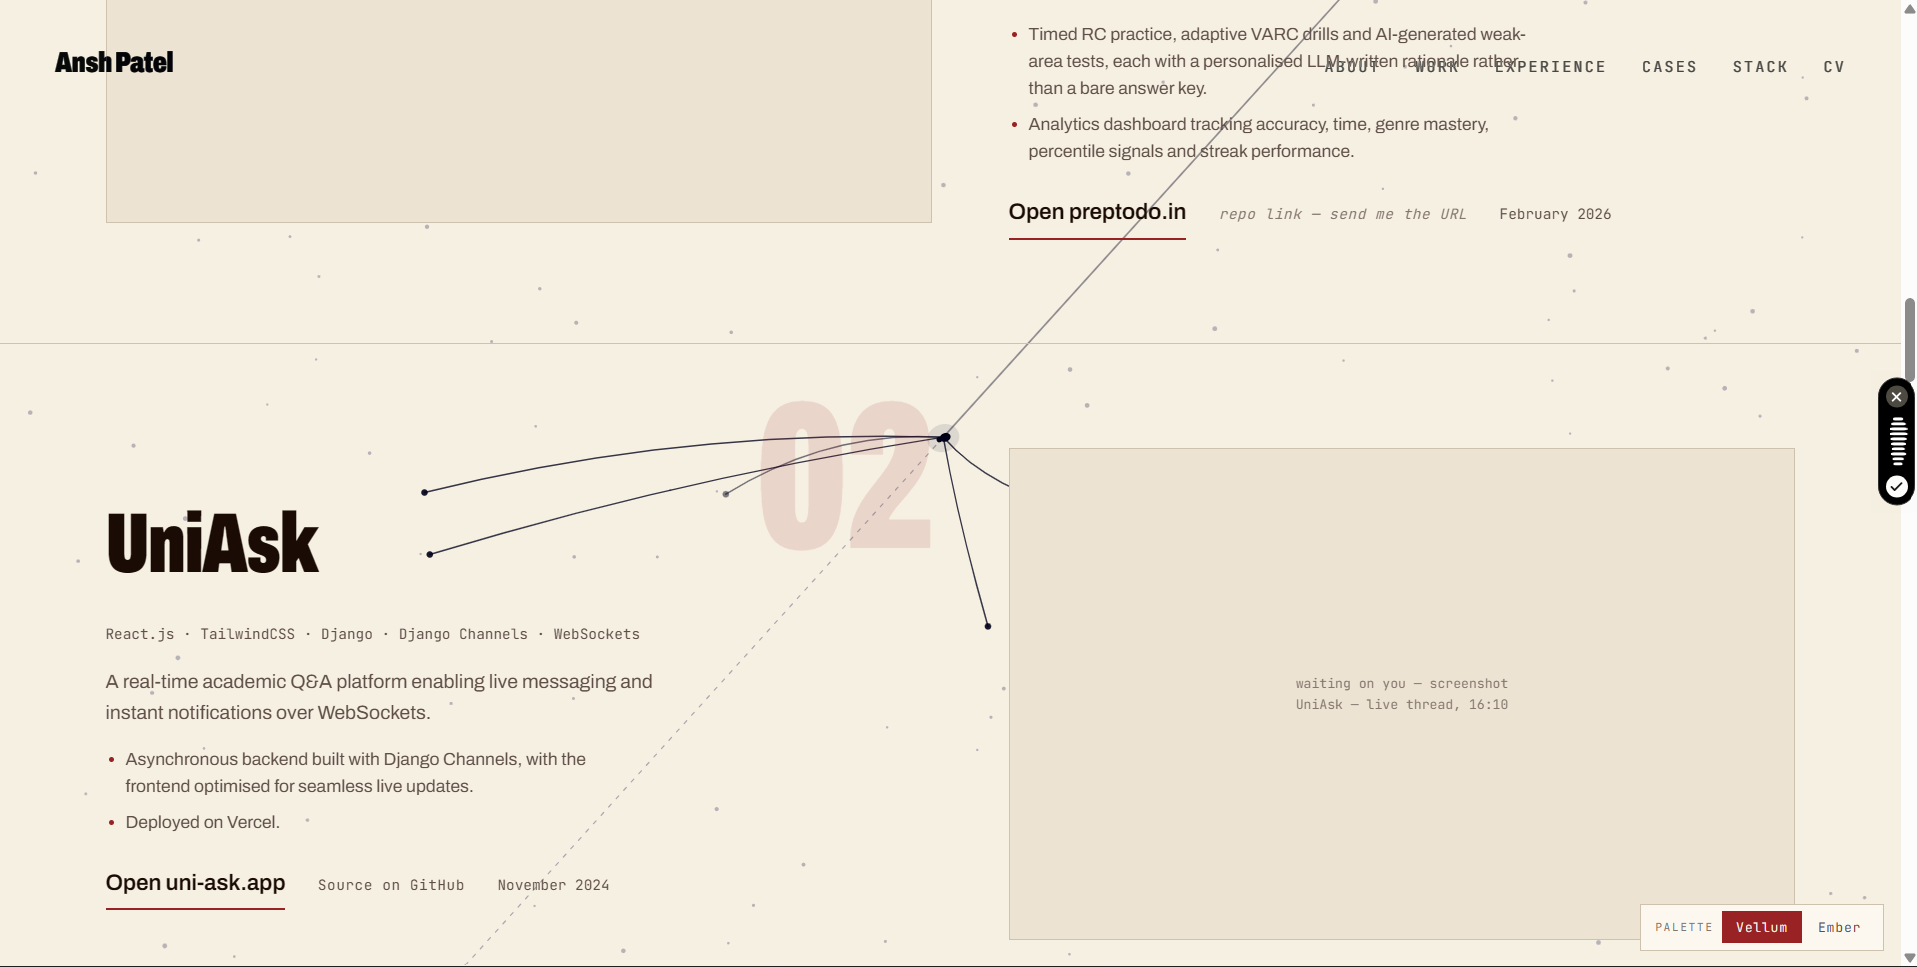 Ansh Patel
ABOUT WORK EXPERIENCE CASES STACK CV
Timed RC practice, adaptive VARC drills and AI-generated weak-
area tests, each with a personalised LLM-written rationale rather
than a bare answer key.
Analytics dashboard tracking accuracy, time, genre mastery,
percentile signals and streak performance.
Open preptodo.in repo link — send me the URL February 2026
02
UniAsk
React.js · TailwindCSS · Django · Django Channels · WebSockets
A real-time academic Q&A platform enabling live messaging and
instant notifications over WebSockets.
Asynchronous backend built with Django Channels, with the
frontend optimised for seamless live updates.
Deployed on Vercel.
Open uni-ask.app Source on GitHub November 2024
waiting on you — screenshot
UniAsk — live thread, 16:10
PALETTE Vellum Ember